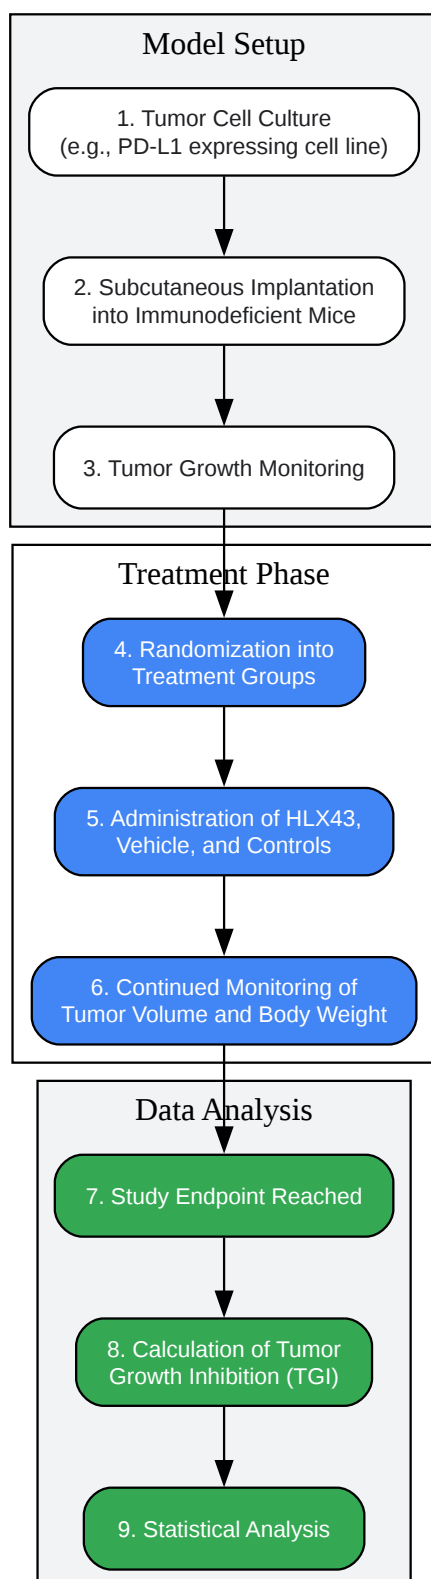 Model Setup
1. Tumor Cell Culture
(e.g., PD-L1 expressing cell line)
2. Subcutaneous Implantation
into Immunodeficient Mice
3. Tumor Growth Monitoring
Treatment Phase
4. Randomization into
Treatment Groups
5. Administration of HLX43,
Vehicle, and Controls
6. Continued Monitoring of
Tumor Volume and Body Weight
Data Analysis
7. Study Endpoint Reached
8. Calculation of Tumor
Growth Inhibition (TGI)
9. Statistical Analysis